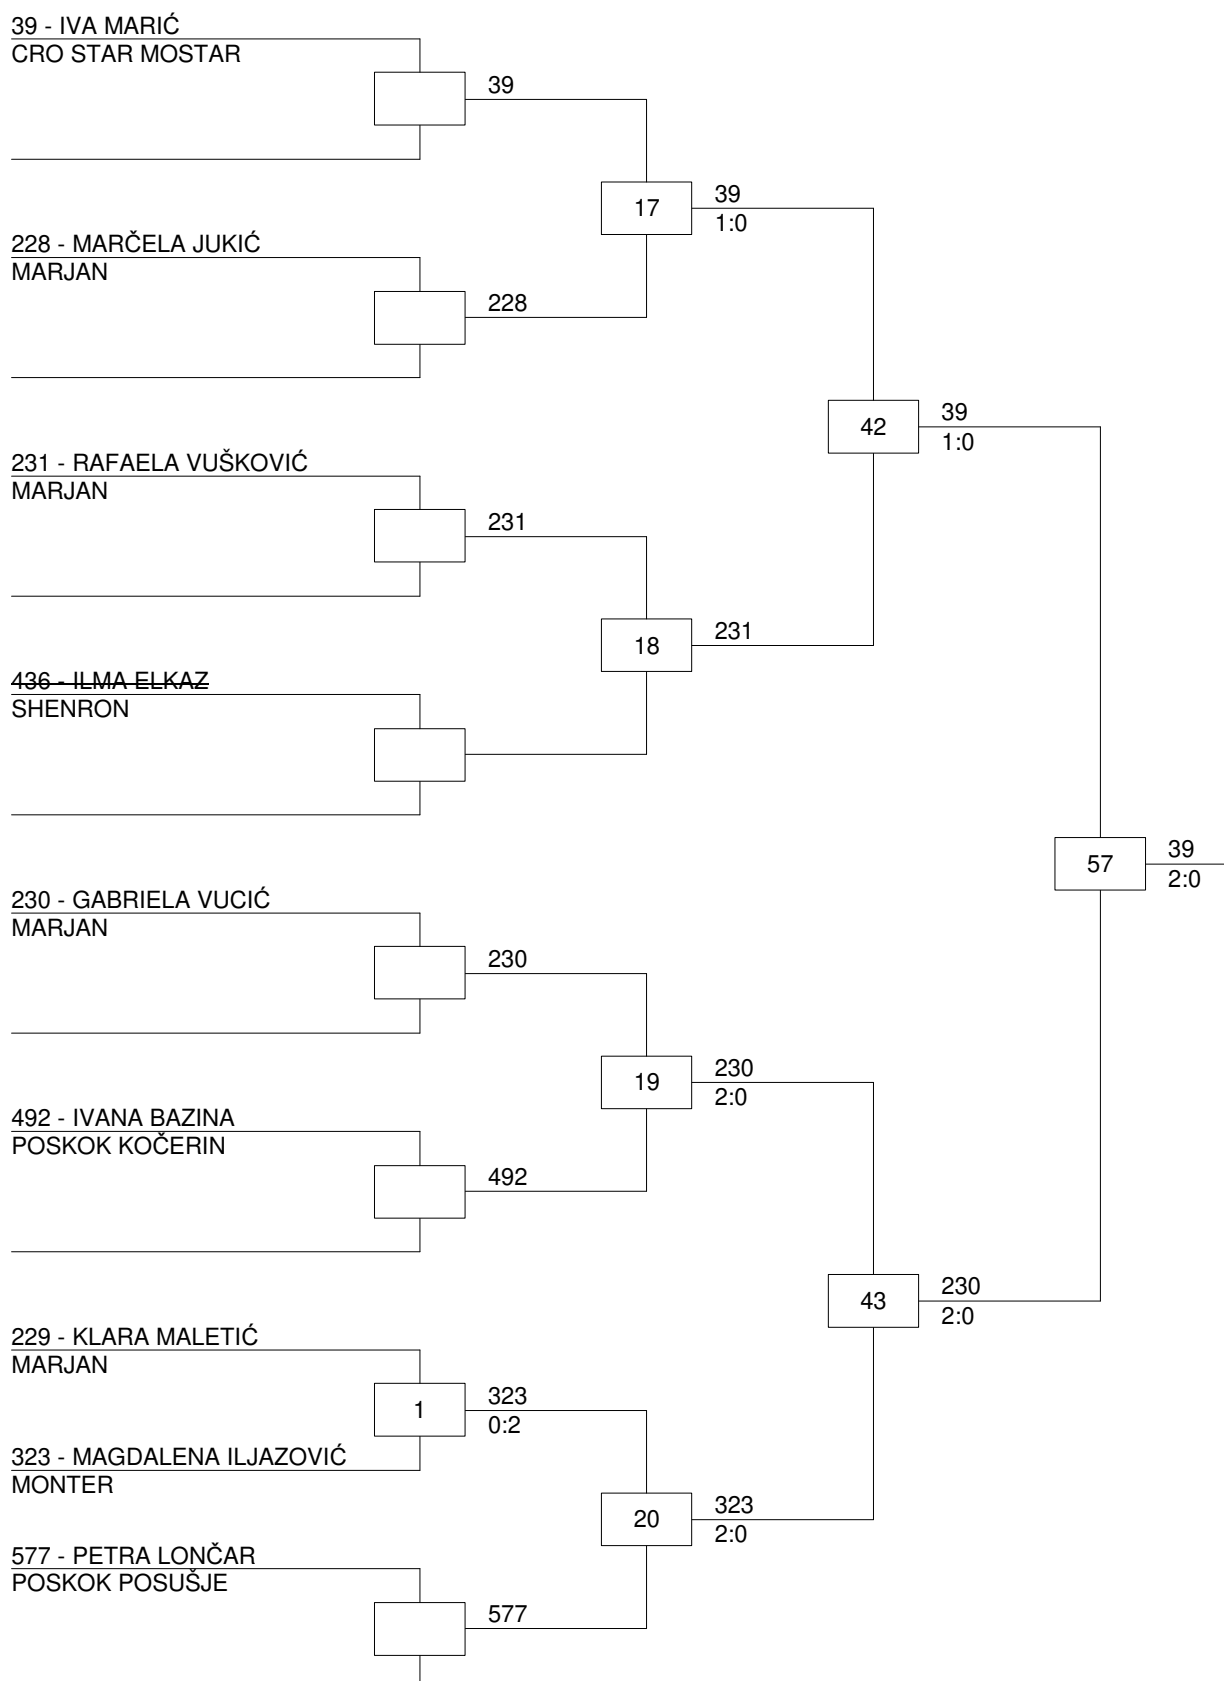 39 - IVA MARIĆ
CRO STAR MOSTAR
39
17
39
1:0
228 - MARČELA JUKIĆ
MARJAN
228
42
39
1:0
231 - RAFAELA VUŠKOVIĆ
MARJAN
231
18
231
436 - ILMA ELKAZ
SHENRON
57
39
2:0
230 - GABRIELA VUCIĆ
MARJAN
230
19
230
2:0
492 - IVANA BAZINA
POSKOK KOČERIN
492
43
230
2:0
229 - KLARA MALETIĆ
MARJAN
1
323
0:2
323 - MAGDALENA ILJAZOVIĆ
MONTER
20
323
2:0
577 - PETRA LONČAR
POSKOK POSUŠJE
577